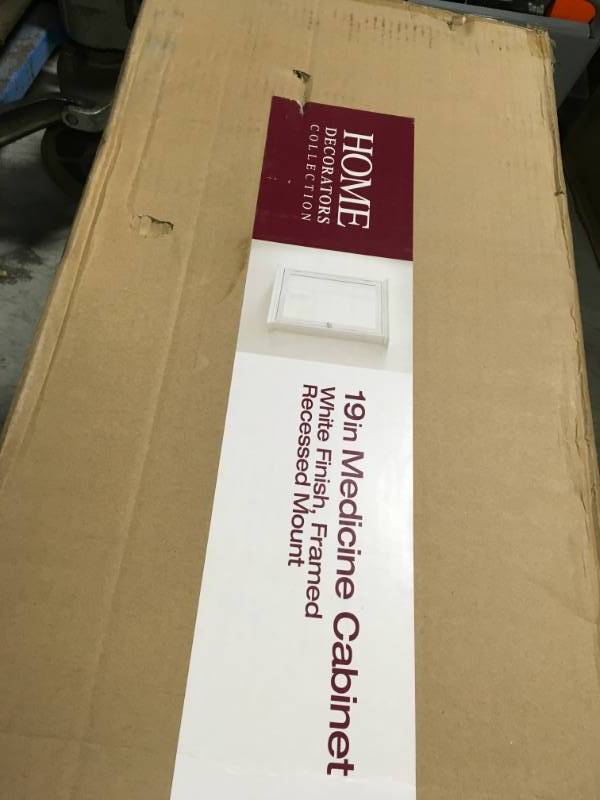 HOME
DECORATORS
COLLECTION
19in Medicine Cabinet
White Finish, Framed
Recessed Mount